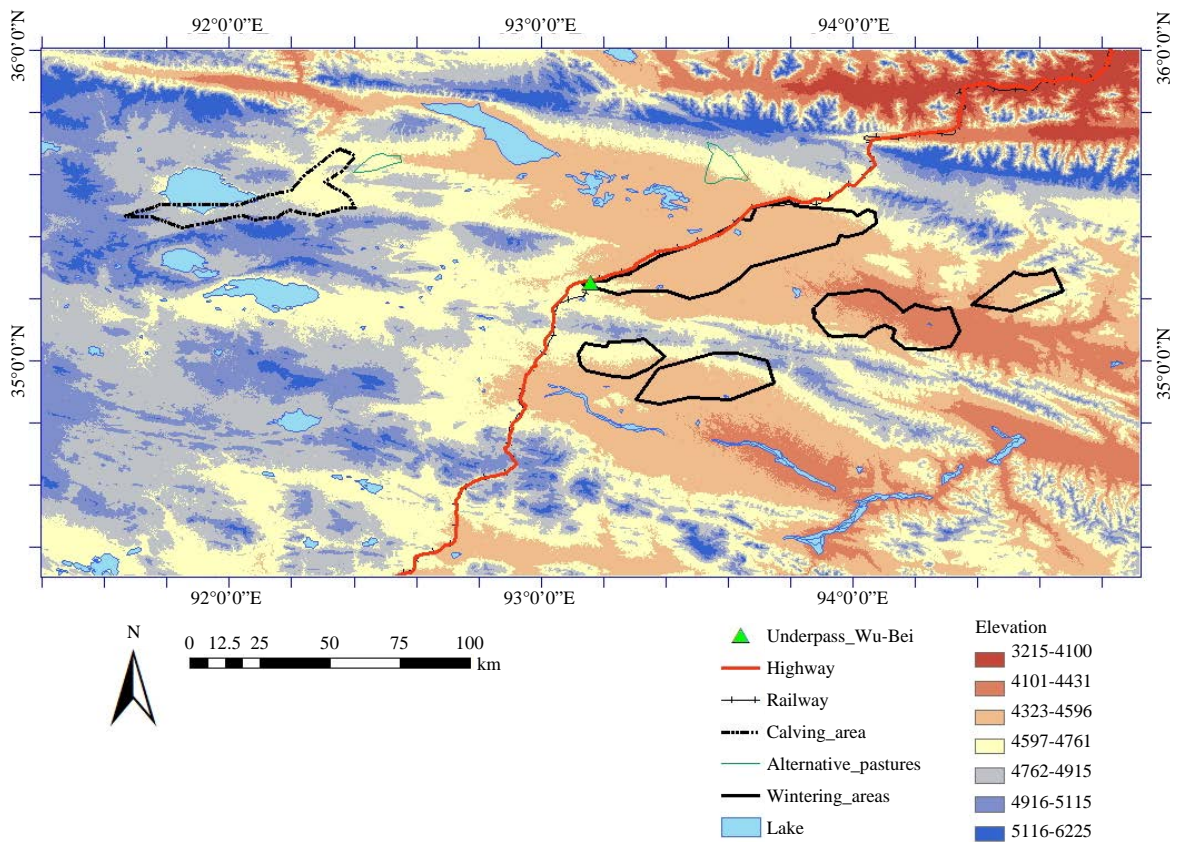 92°0'0”E 93°0'0”E 94°0'0”E
36°0'0”N 36°0'0”N
35°0'0”N 35°0'0”N
92°0'0”E 93°0'0”E 94°0'0”E
N
0 12.5 25 50 75 100
km
Underpass_Wu-Bei
Highway
Railway
Calving_area
Alternative_pastures
Wintering_areas
Lake
Elevation
3215-4100
4101-4431
4323-4596
4597-4761
4762-4915
4916-5115
5116-6225